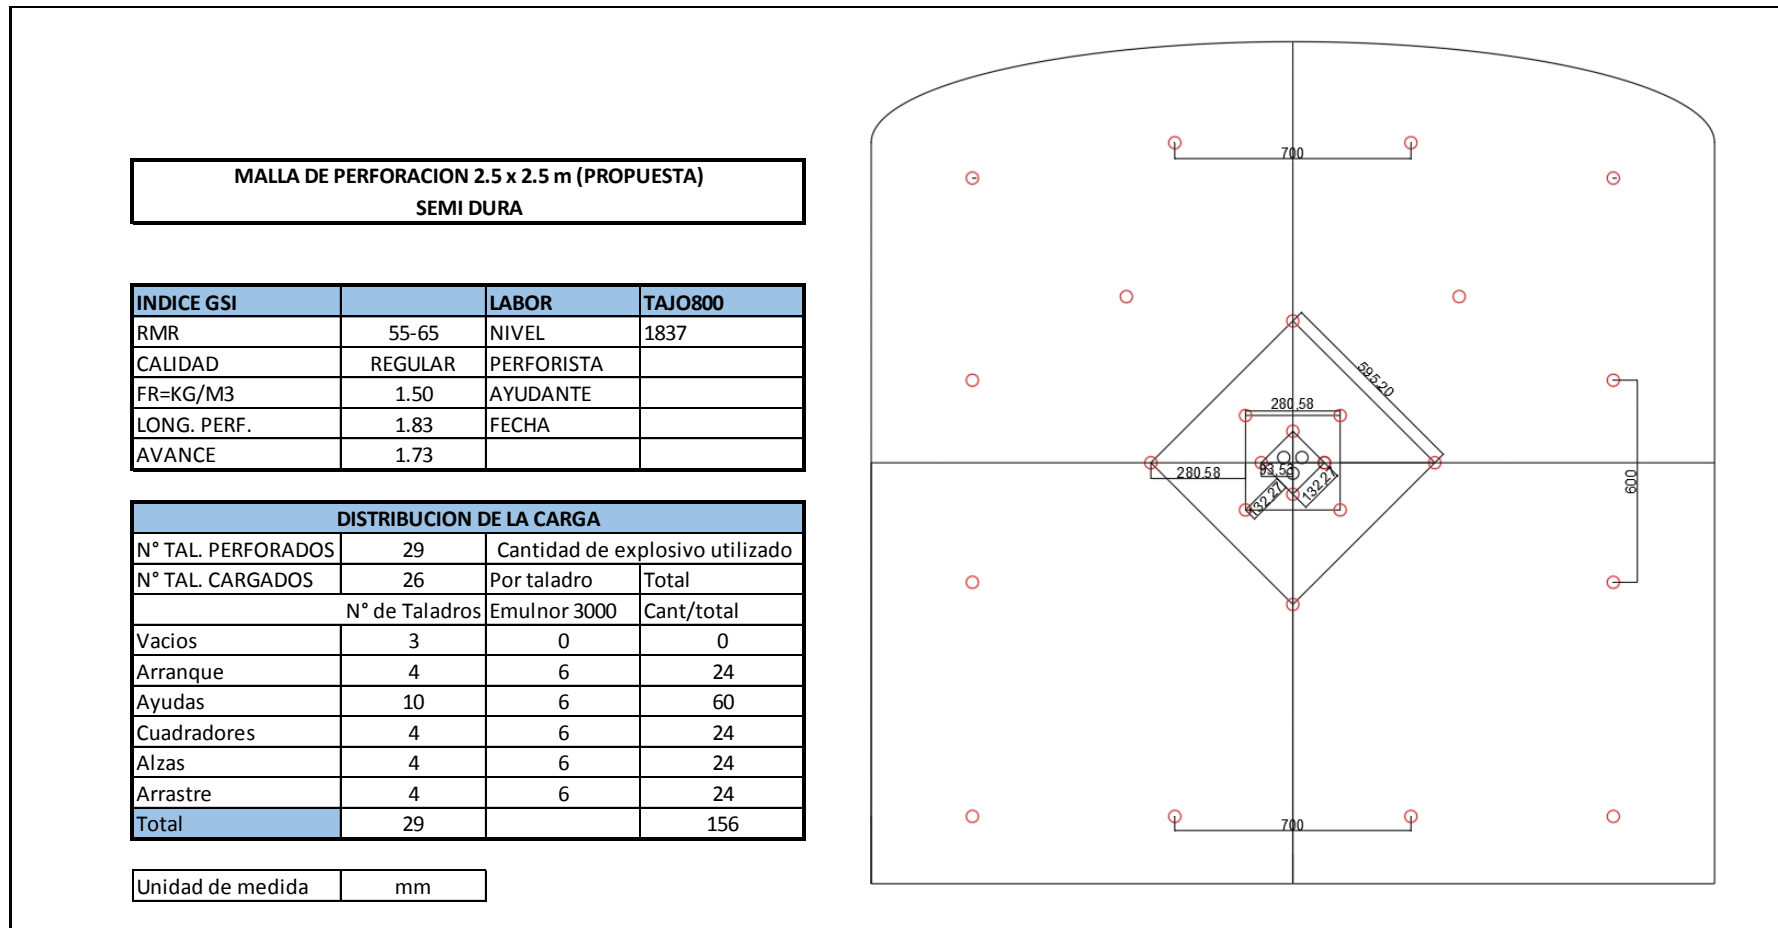 MALLA DE PERFORACION 2.5 x 2.5 m (PROPUESTA)
SEMI DURA
INDICE GSI LABOR TAJO800
RMR 55-65 NIVEL 1837
CALIDAD REGULAR PERFORISTA
FR=KG/M3 1.50 AYUDANTE
LONG. PERF. 1.83 FECHA
AVANCE 1.73
DISTRIBUCION DE LA CARGA
N° TAL. PERFORADOS 29 Cantidad de explosivo utilizado
N° TAL. CARGADOS 26 Por taladro Total
N° de Taladros Emulnor 3000 Cant/total
Vacios 3 0 0
Arranque 4 6 24
Ayudas 10 6 60
Cuadradores 4 6 24
Alzas 4 6 24
Arrastre 4 6 24
Total 29 156
Unidad de medida mm
700
595,20
280,58
280,58
93,53
132,27
132,27
600
700